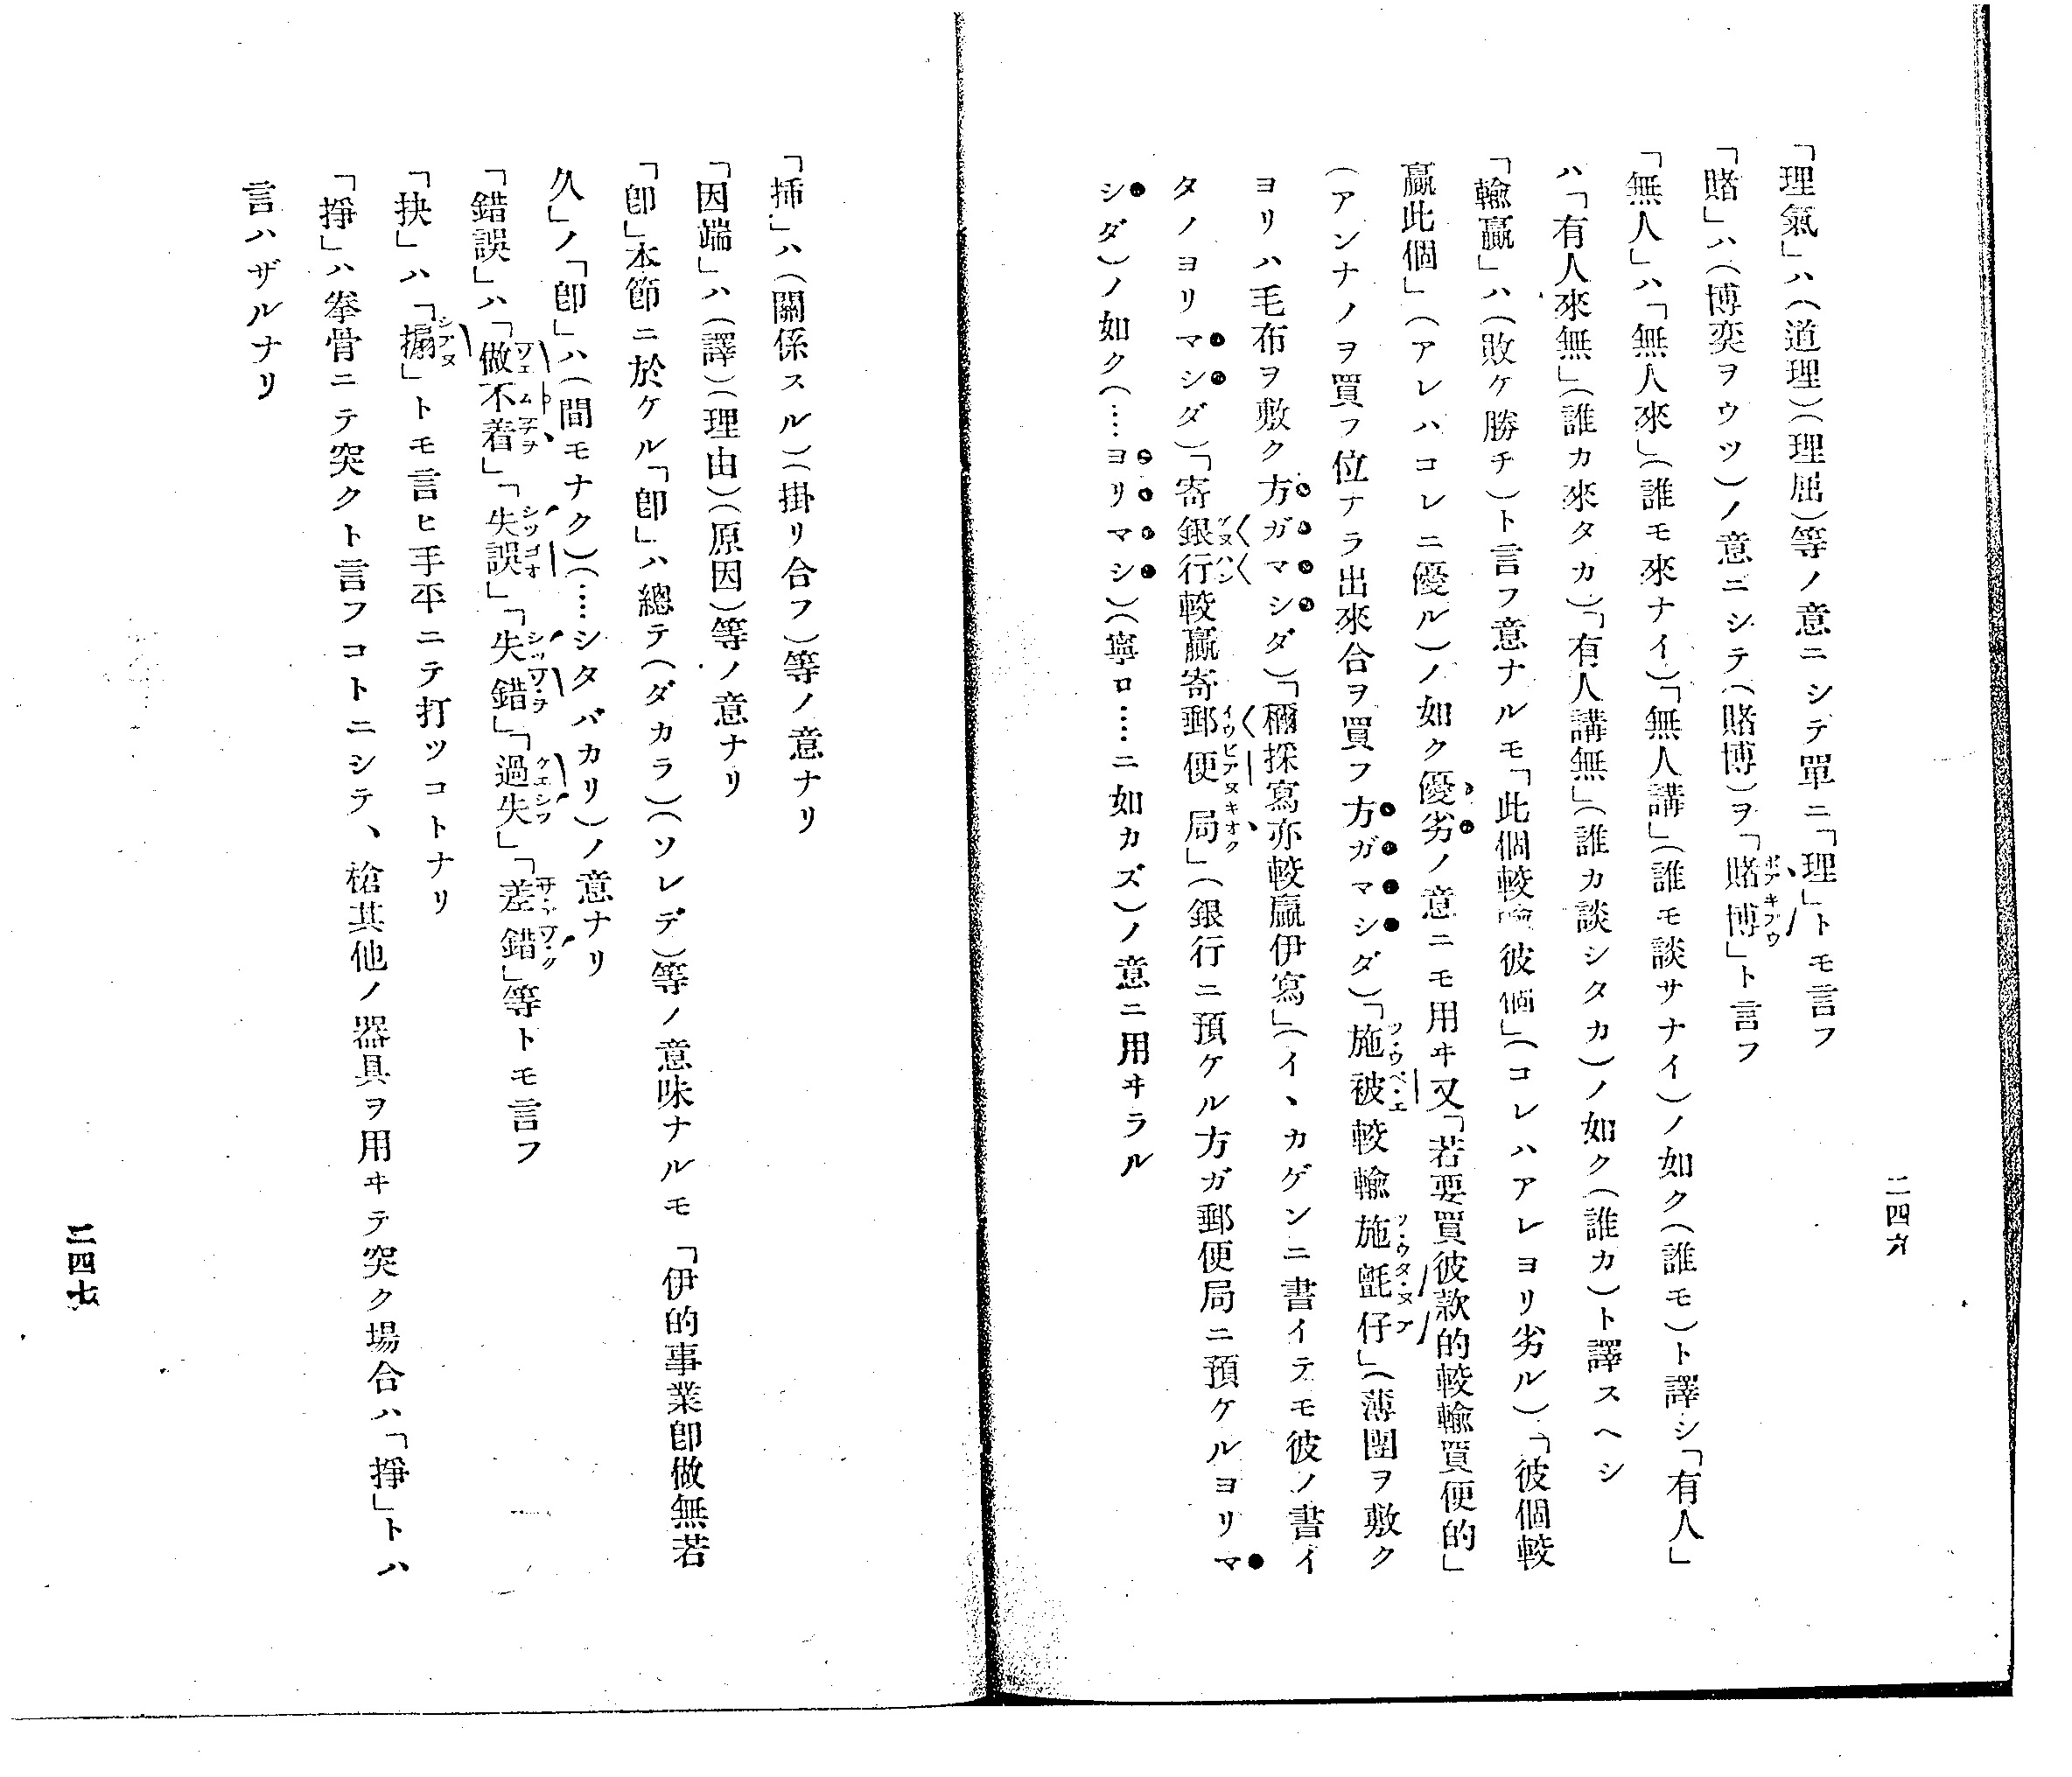 「理氣」ハ(道理)(理屈)等ノ意ニシテ單ニ「理」トモ言フ
「賭」ハ(博奕ヲウツ)ノ意ニシテ(賭博)ヲ「賭博」ト言フ
「無人」ハ「無人來」(誰モ來ナイ)「無人講」(誰モ談サナイ)ノ如ク(誰モ)ト譯シ「有人」
ハ「有人來無」(誰カ來タカ)「有人講無」(誰カ談シタカ)ノ如ク(誰カ)ト譯スヘシ
「輸贏」ハ(敗ケ勝チ)ト言フ意ナルモ「此個較輸彼個」(コレハアレヨリ劣ル)「彼個較
贏此個」(アレハコレニ優ル)ノ如ク優劣ノ意ニモ用ヰ又「若要買彼款的較輸買便的」
(アンナノヲ買フ位ナラ出來合ヲ買フ方ガマシダ)「施被較輸施氈仔」(薄團ヲ敷ク
ヨリハ毛布ヲ敷ク方ガマシダ)「穪採寫亦較贏伊寫」(イヽカゲンニ書イテモ彼ノ書イ
タノヨリマシダ)「寄銀行較贏寄郵便局」(銀行ニ預ケル方ガ郵便局ニ預ケルヨリマ
シダ)ノ如ク(…ヨリマシ)(寧ロ……ニ如カズ)ノ意ニ用ヰラル
二四六
「揷」ハ(關係スル)(掛リ合フ)等ノ意ナリ
「因端」ハ(譯)(理由)(原因)等ノ意ナリ
「卽」本節ニ於ケル「卽」ハ總テ(ダカラ)(ソレデ)等ノ意味ナルモ「伊的事業卽做無若
久」ノ「卽」ハ(間モナク)(……シタバカリ)ノ意ナリ
「錯誤」ハ「做不着」「失誤」「失錯」「過失」「差錯」等トモ言フ
「抉」ハ「搧」トモ言ヒ手平ニテ打ツコトナリ
「掙」ハ拳骨ニテ突クト言フコトニシテ、槍其他ノ器具ヲ用ヰテ突ク場合ハ「掙」トハ
言ハザルナリ
二四七